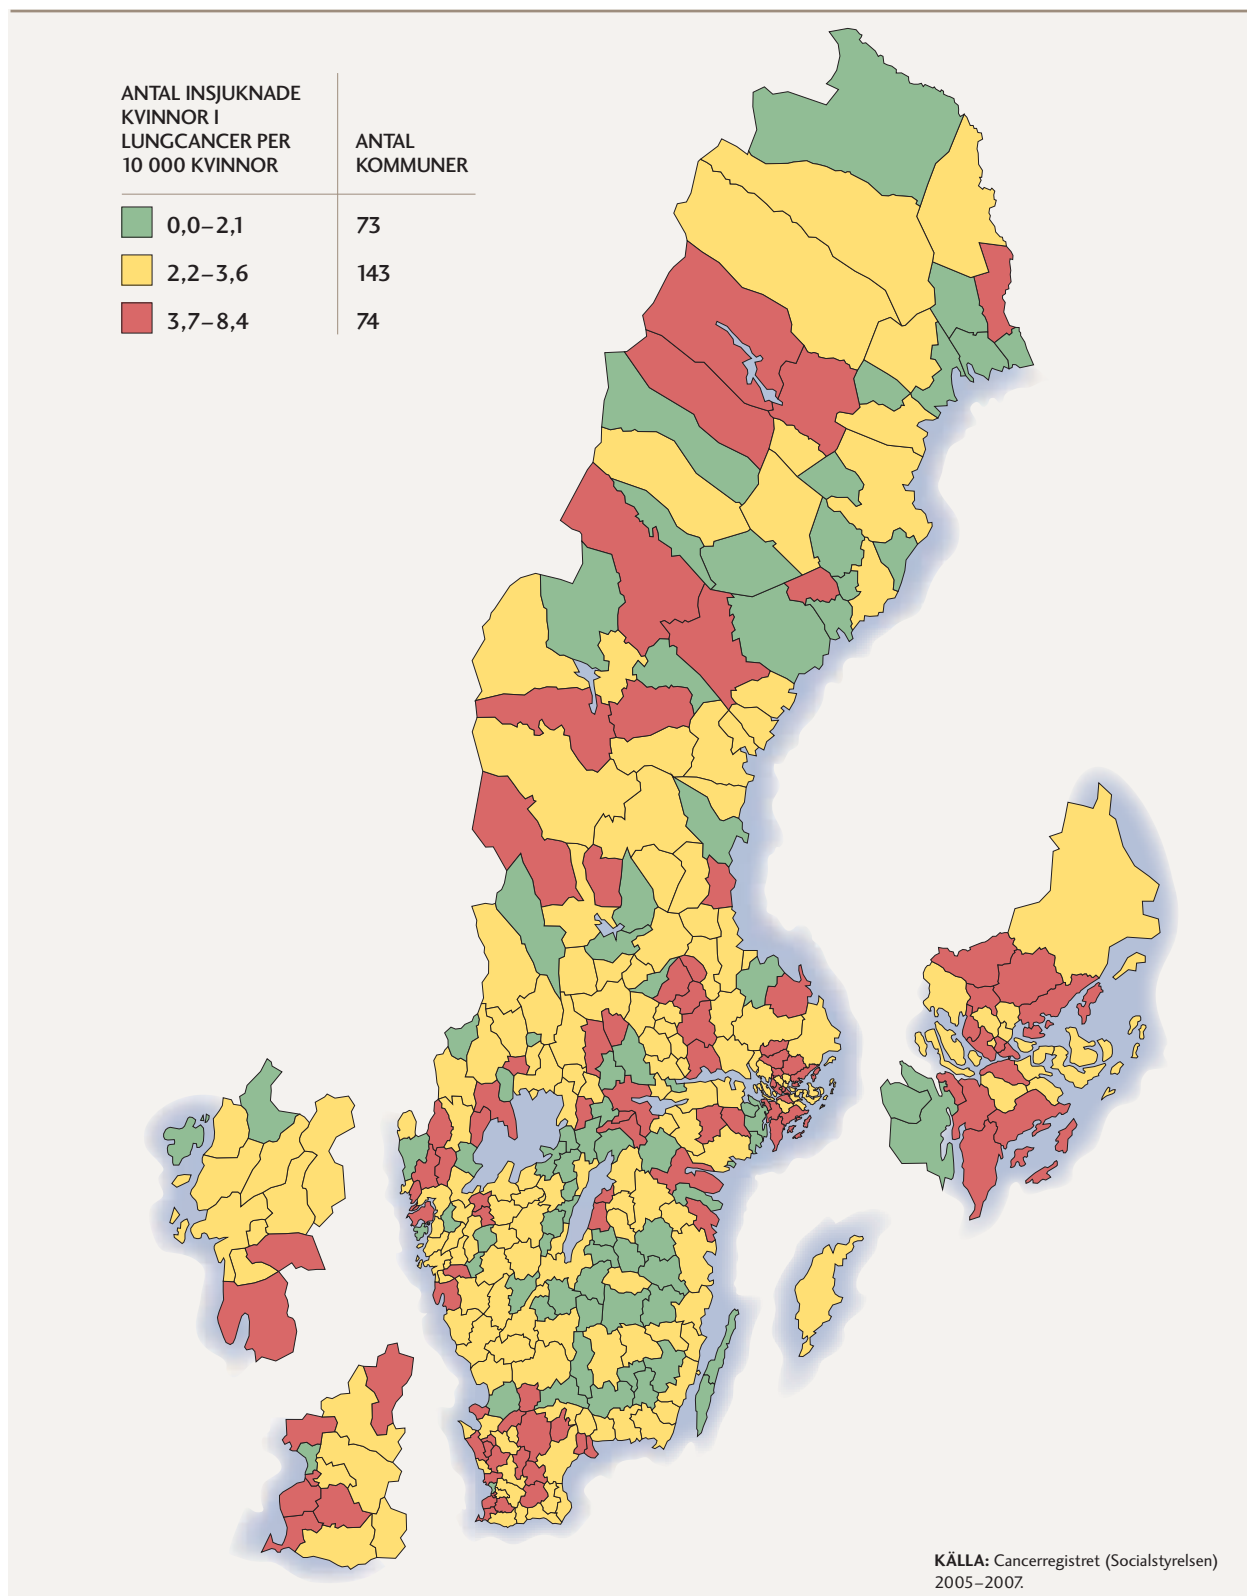 ANTAL INSJUKNADE
KVINNOR I
LUNGCANCER PER
10 000 KVINNOR
ANTAL
KOMMUNER
0,0–2,1 73
2,2–3,6 143
3,7–8,4 74
KÄLLA: Cancerregistret (Socialstyrelsen)
2005–2007.